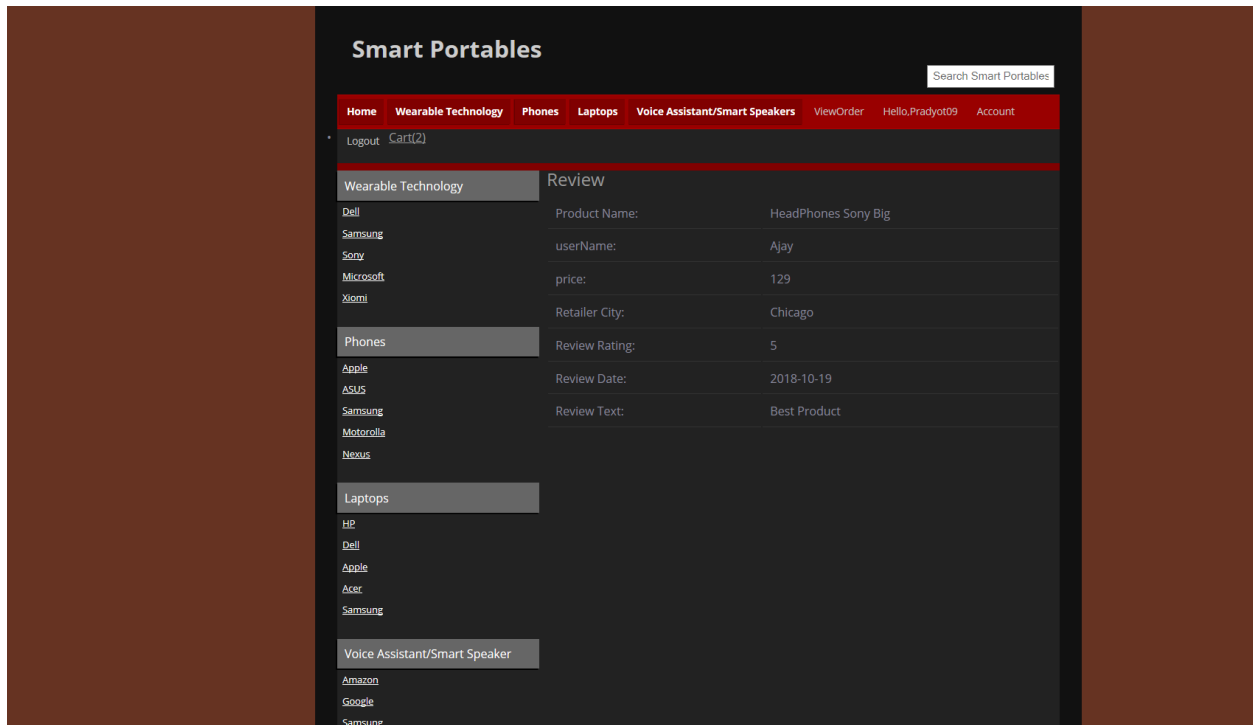 Smart Portables
Search Smart Portables
Home Wearable Technology Phones Laptops Voice Assistant/Smart Speakers ViewOrder Hello,Pradyot09 Account
Logout Cart(2)
Wearable Technology
Dell
Samsung
Sony
Microsoft
Xiomi
Phones
Apple
ASUS
Samsung
Motorolla
Nexus
Laptops
HP
Dell
Apple
Acer
Samsung
Voice Assistant/Smart Speaker
Amazon
Google
Samsung
Review
Product Name: HeadPhones Sony Big
userName: Ajay
price: 129
Retailer City: Chicago
Review Rating: 5
Review Date: 2018-10-19
Review Text: Best Product